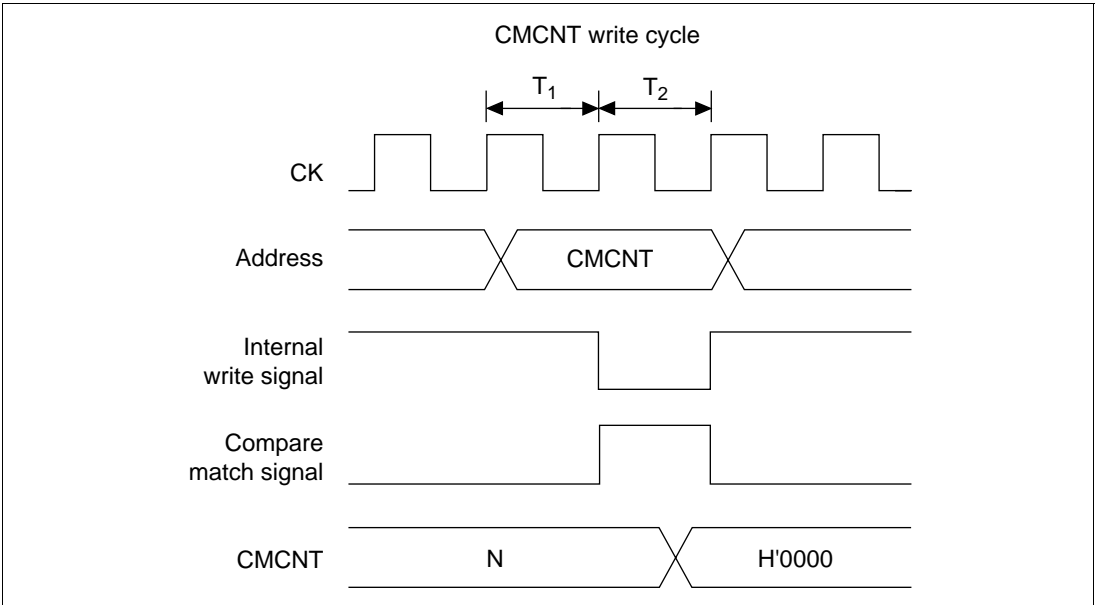 CMCNT write cycle
T1 T2
CK
Address
CMCNT
Internal
write signal
Compare
match signal
CMCNT
N
H'0000